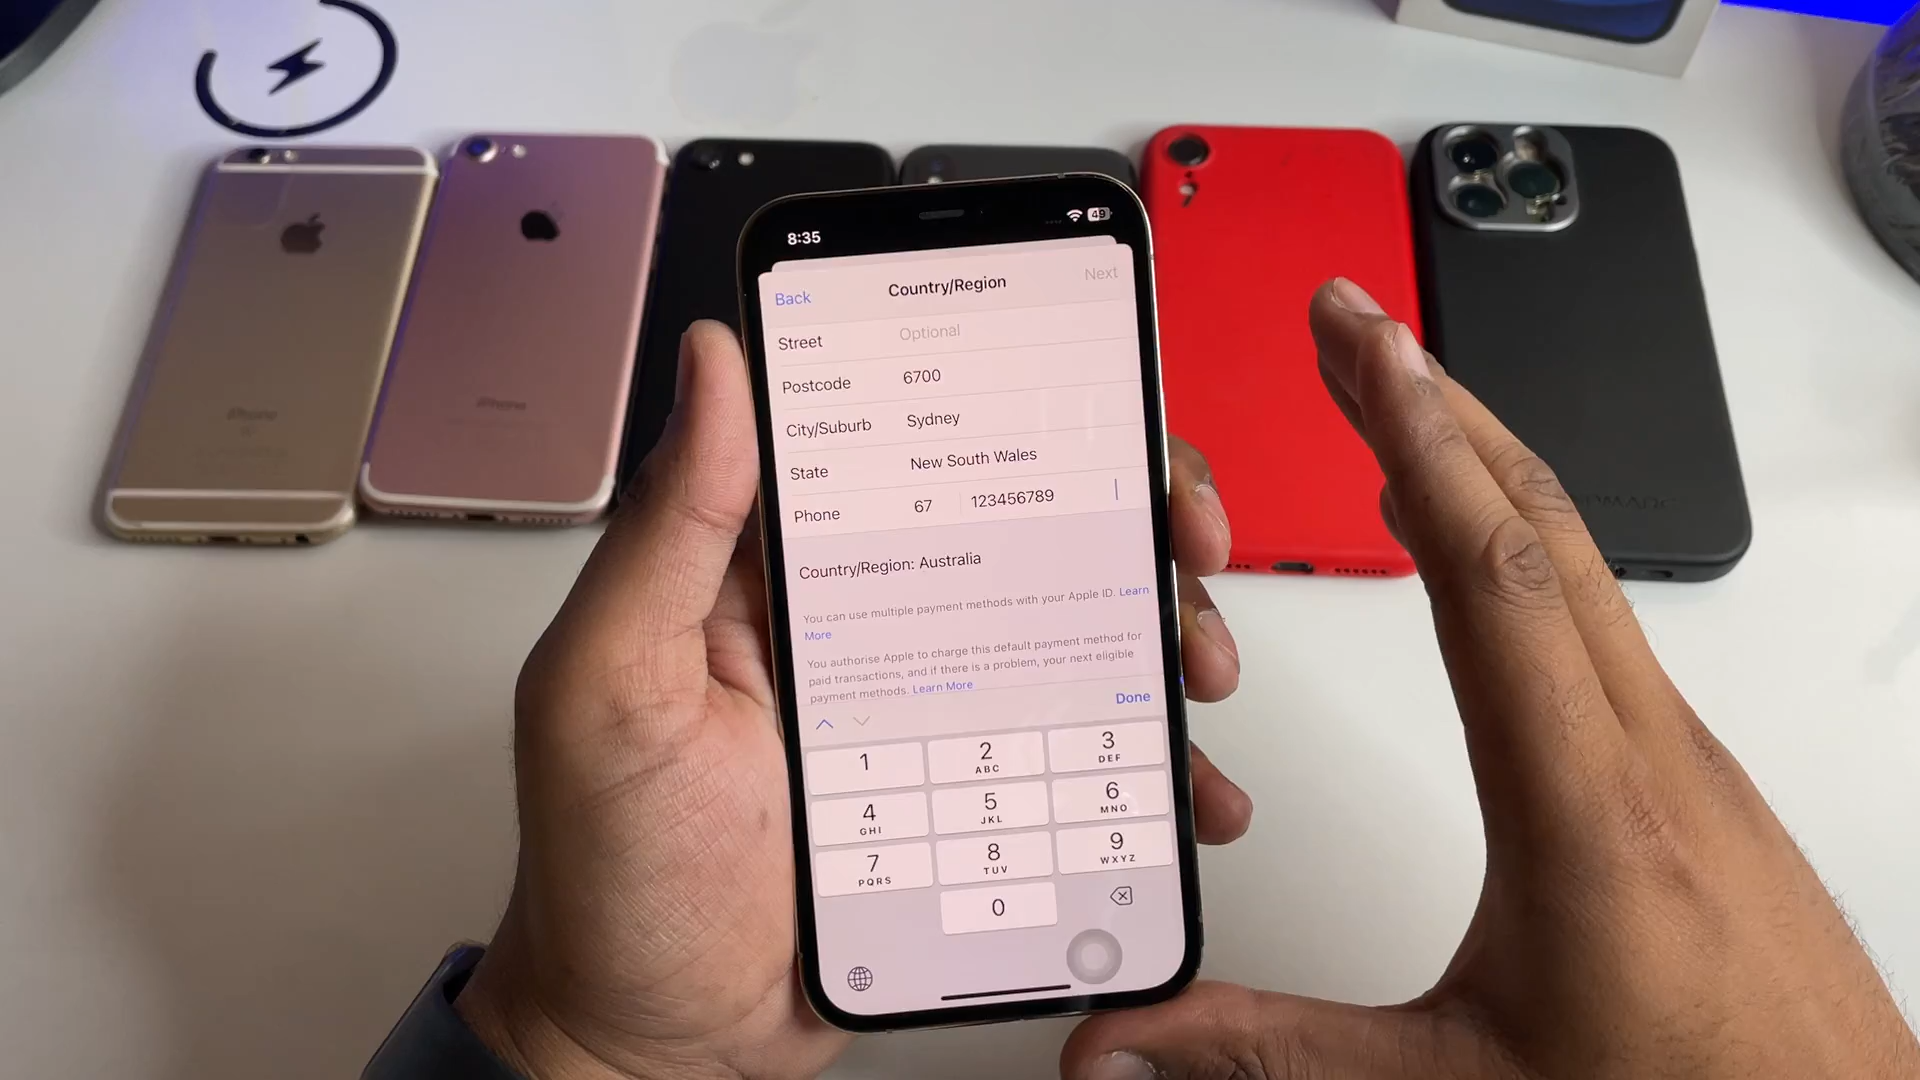 8:35
49
Back
Country/Region
Next
Street
Optional
Postcode
6700
City/Suburb
Sydney
State
New South Wales
Phone
67
123456789
Country/Region: Australia
You can use multiple payment methods with your Apple ID. Learn
More
You authorise Apple to charge this default payment method for
paid transactions, and if there is a problem, your next eligible
payment methods. Learn More
Done
1
2
ABC
3
DEF
4
GHI
5
JKL
6
MNO
7
PQRS
8
TUV
9
WXYZ
0
iPhone
iPhone